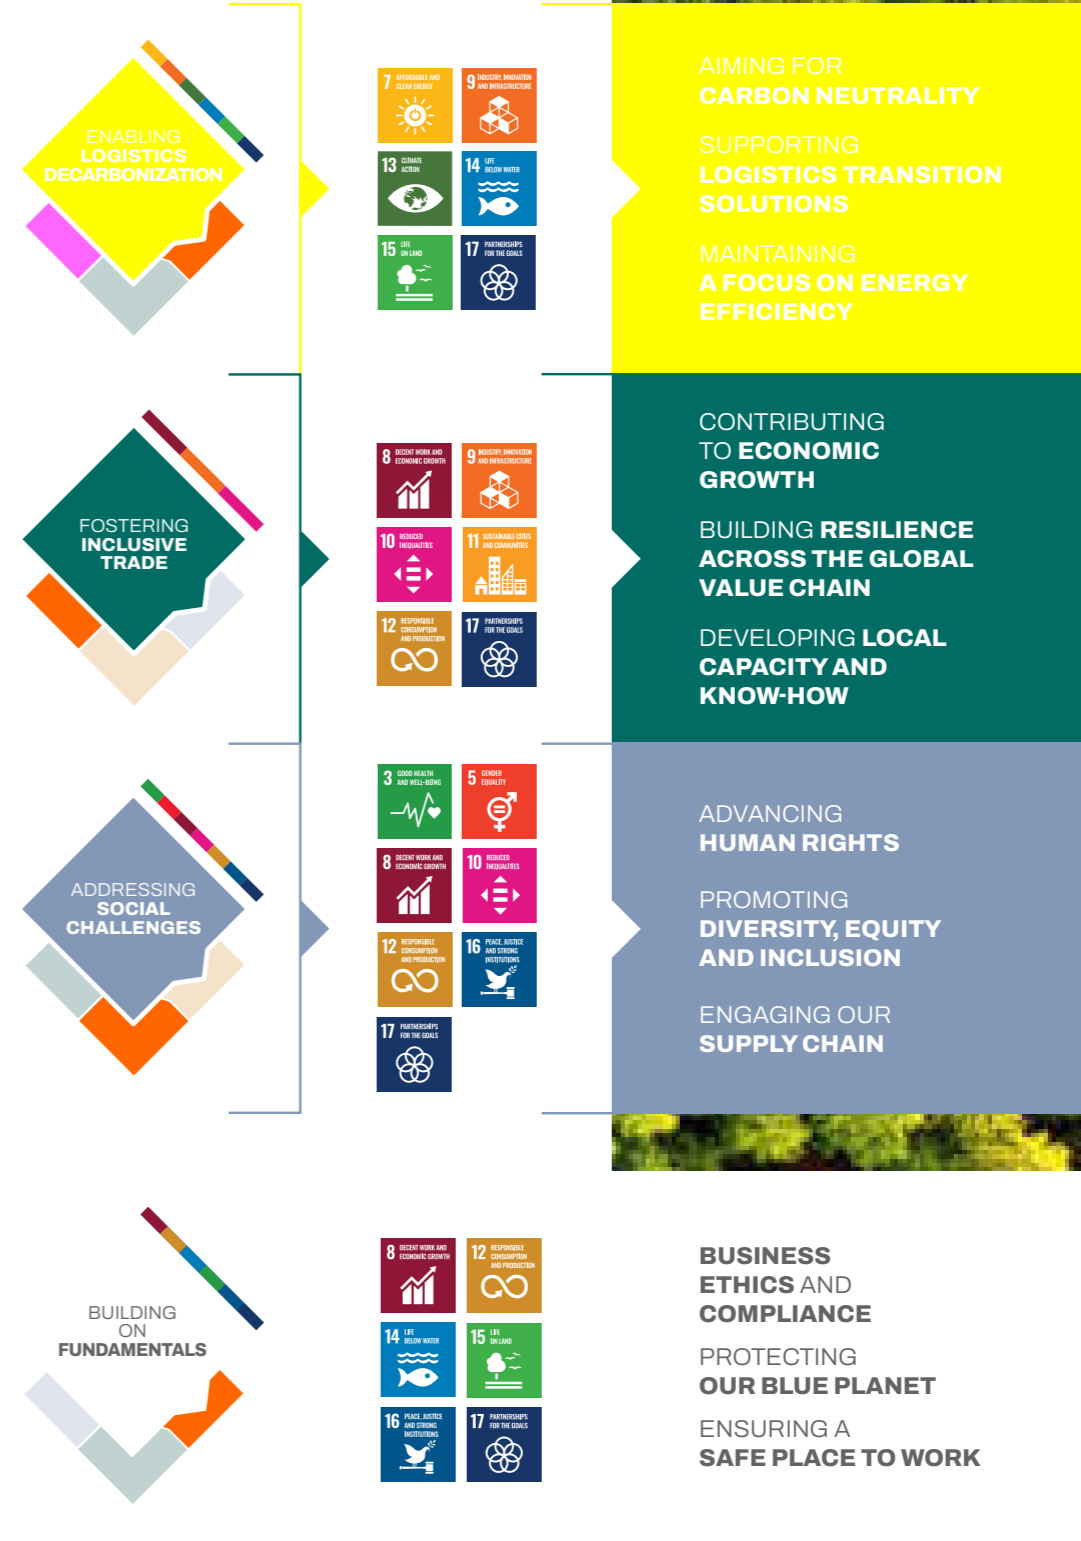 ENABLING
LOGISTICS
DECARBONIZATION
7 AFFORDABLE AND
CLEAN ENERGY
9 INDUSTRY, INNOVATION
AND INFRASTRUCTURE
13 CLIMATE
ACTION
14 LIFE
BELOW WATER
15 LIFE
ON LAND
17 PARTNERSHIPS
FOR THE GOALS
AIMING FOR
CARBON NEUTRALITY
SUPPORTING
LOGISTICS TRANSITION
SOLUTIONS
MAINTAINING
A FOCUS ON ENERGY
EFFICIENCY
FOSTERING
INCLUSIVE
TRADE
8 DECENT WORK AND
ECONOMIC GROWTH
9 INDUSTRY, INNOVATION
AND INFRASTRUCTURE
10 REDUCED
INEQUALITIES
11 SUSTAINABLE CITIES
AND COMMUNITIES
12 RESPONSIBLE
CONSUMPTION
AND PRODUCTION
17 PARTNERSHIPS
FOR THE GOALS
CONTRIBUTING
TO ECONOMIC
GROWTH
BUILDING RESILIENCE
ACROSS THE GLOBAL
VALUE CHAIN
DEVELOPING LOCAL
CAPACITY AND
KNOW-HOW
ADDRESSING
SOCIAL
CHALLENGES
3 GOOD HEALTH
AND WELL-BEING
5 GENDER
EQUALITY
8 DECENT WORK AND
ECONOMIC GROWTH
10 REDUCED
INEQUALITIES
12 RESPONSIBLE
CONSUMPTION
AND PRODUCTION
16 PEACE, JUSTICE
AND STRONG
INSTITUTIONS
17 PARTNERSHIPS
FOR THE GOALS
ADVANCING
HUMAN RIGHTS
PROMOTING
DIVERSITY, EQUITY
AND INCLUSION
ENGAGING OUR
SUPPLY CHAIN
BUILDING
ON
FUNDAMENTALS
8 DECENT WORK AND
ECONOMIC GROWTH
12 RESPONSIBLE
CONSUMPTION
AND PRODUCTION
14 LIFE
BELOW WATER
15 LIFE
ON LAND
16 PEACE, JUSTICE
AND STRONG
INSTITUTIONS
17 PARTNERSHIPS
FOR THE GOALS
BUSINESS
ETHICS AND
COMPLIANCE
PROTECTING
OUR BLUE PLANET
ENSURING A
SAFE PLACE TO WORK